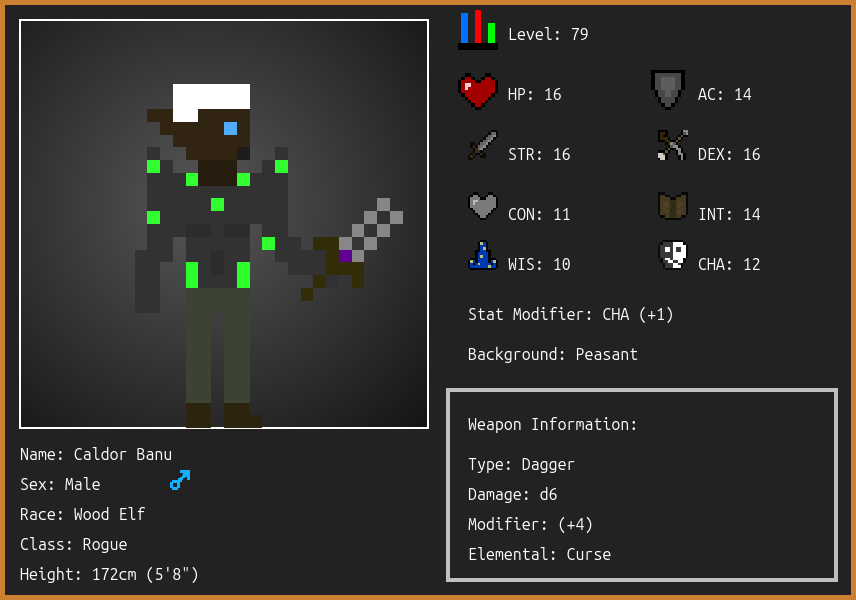 Level: 79
HP: 16
AC: 14
STR: 16
DEX: 16
CON: 11
INT: 14
WIS: 10
CHA: 12
Stat Modifier: CHA (+1)
Background: Peasant
Weapon Information:
Type: Dagger
Damage: d6
Modifier: (+4)
Elemental: Curse
Name: Caldor Banu
Sex: Male
Race: Wood Elf
Class: Rogue
Height: 172cm (5'8")